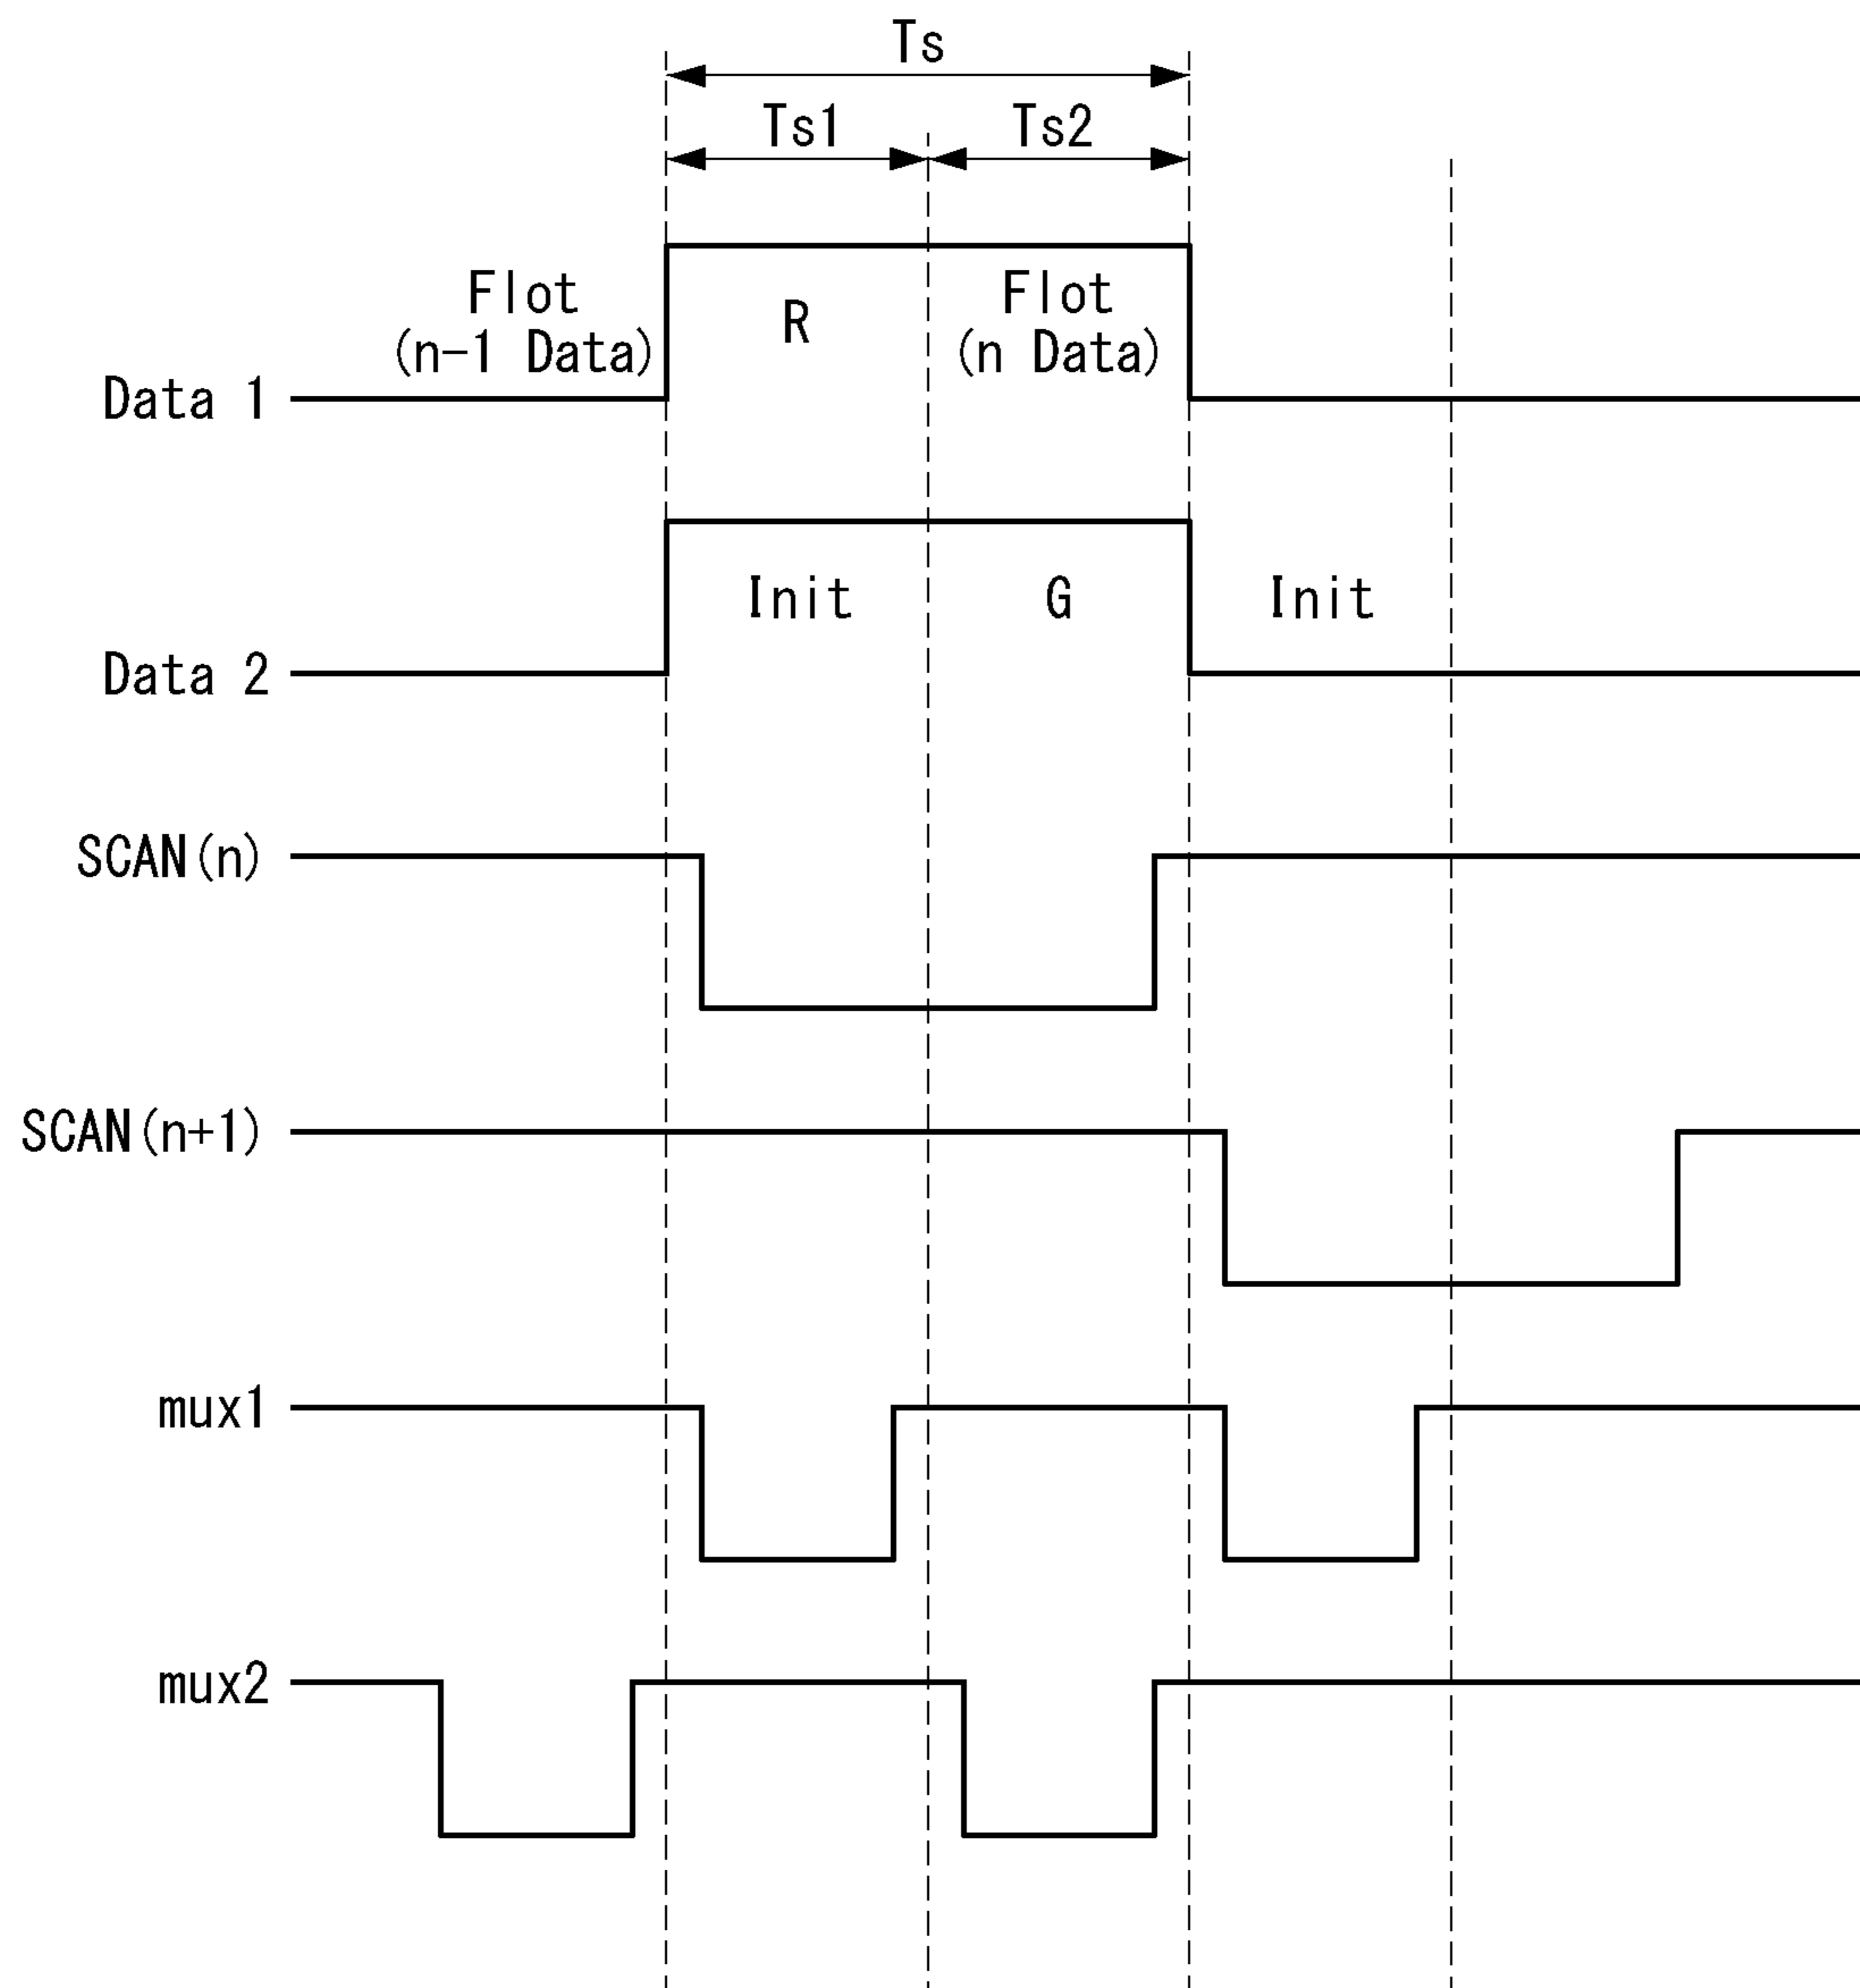 Ts
Ts1 Ts2
Flot R Flot
(n-1 Data) (n Data)
Data 1
Init G Init
Data 2
SCAN(n)
SCAN(n+1)
mux1
mux2